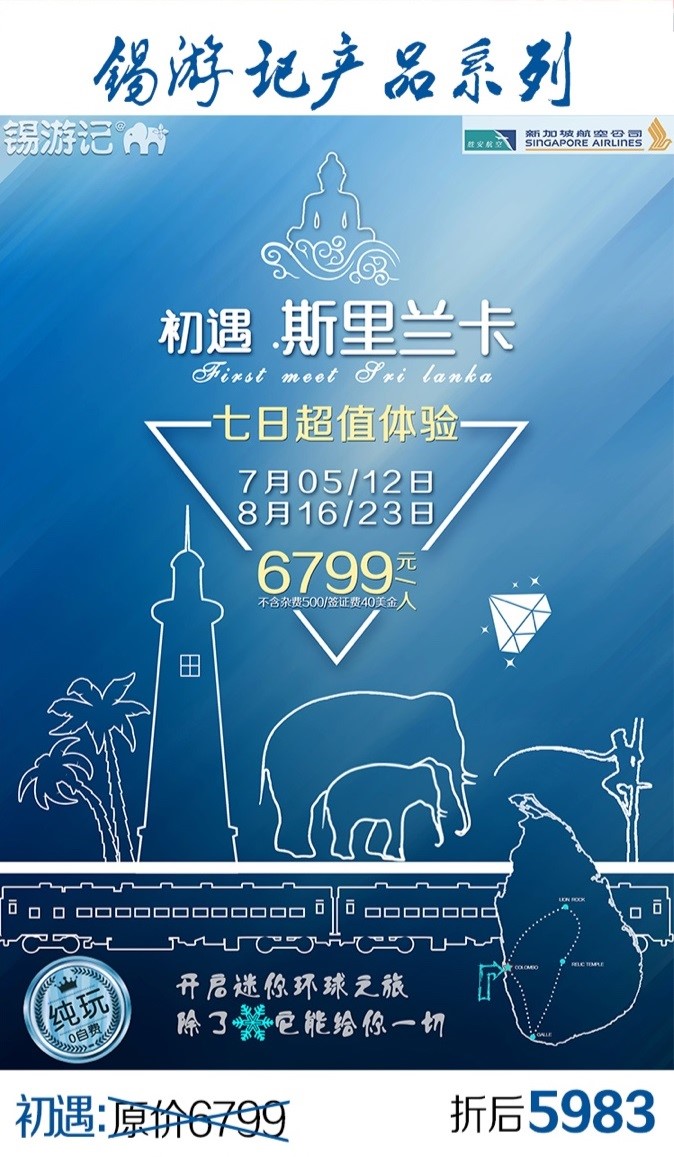 锡游记产品系列
锡游记®
胜安航空
新加坡航空公司
SINGAPORE AIRLINES
初遇.斯里兰卡
First meet Sri lanka
七日超值体验
7月05/12日
8月16/23日
6799元/人
不含杂费500/签证费40美金
LION ROCK
COLOMBO
RELIC TEMPLE
GALLE
纯玩
0自费
开启迷你环球之旅
除了 它能给你一切
初遇:原价6799
折后5983